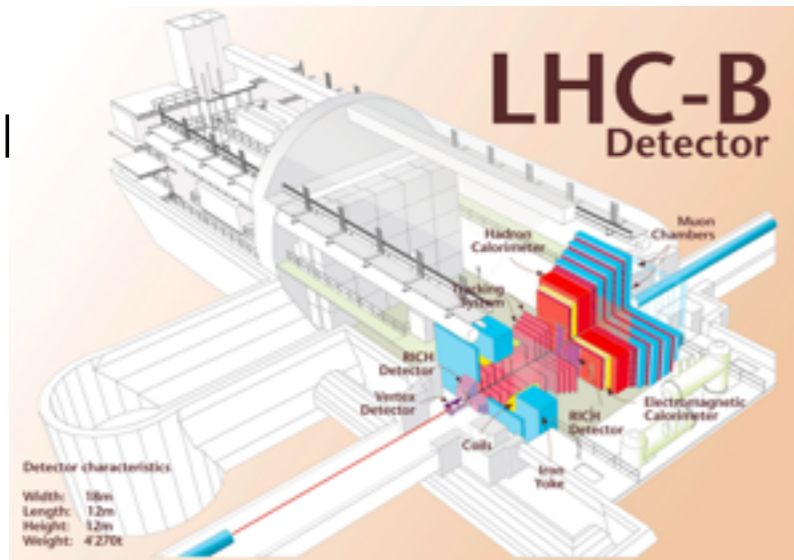 LHC-B
Detector
Muon
Chambers
Hadron
Calorimeter
Tracking
System
RICH
Detector
Vertex
Detector
Coils
Iron
Yoke
RICH
Detector
Electromagnetic
Calorimeter
Detector characteristics
Width: 18m
Length: 12m
Height: 12m
Weight: 4'270t